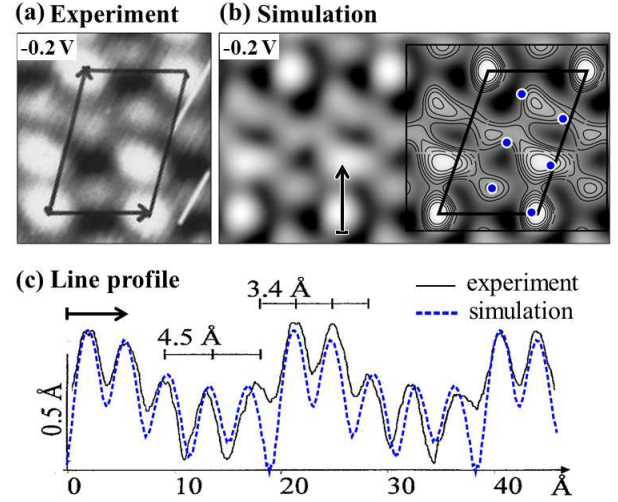 (a) Experiment
(b) Simulation
-0.2 V
-0.2 V
(c) Line profile
3.4 Å
experiment
simulation
4.5 Å
0.5 Å
0 10 20 30 40 Å